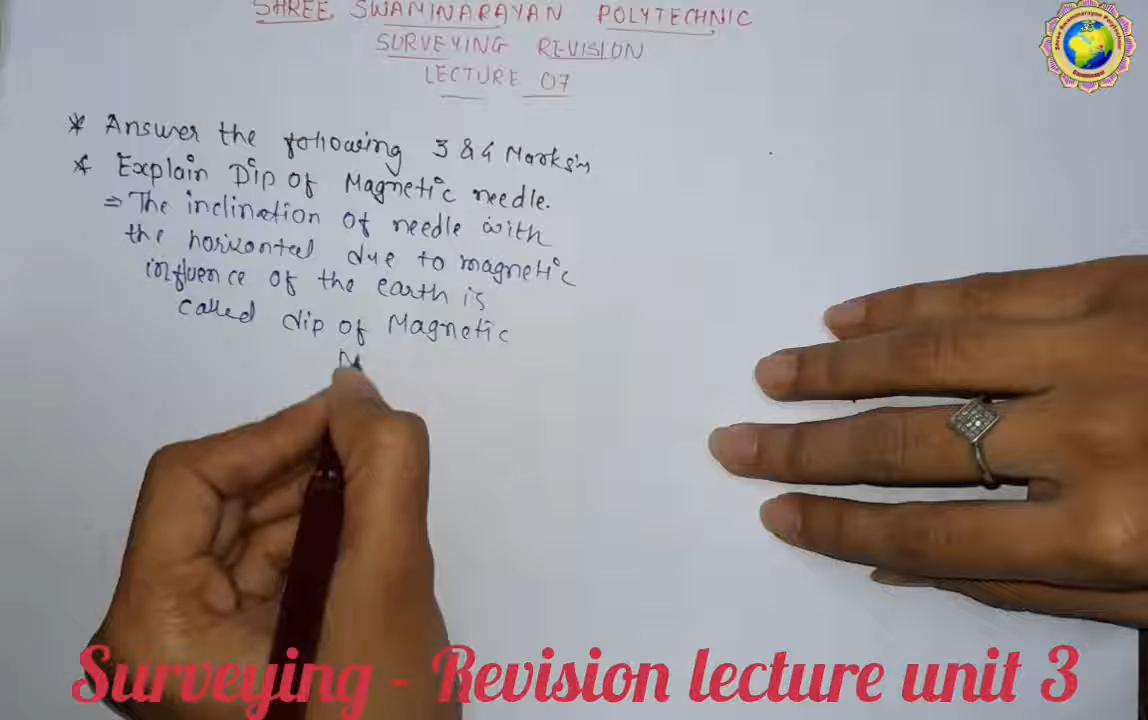 SHREE SWAMINARAYAN POLYTECHNIC
SURVEYING REVISION
LECTURE 07
* Answer the following 3 & 4 Marks
* Explain Dip of Magnetic needle.
⇒ The inclination of needle with
the horizontal due to magnetic
influence of the earth is
called dip of Magnetic
N
Surveying - Revision lecture unit 3